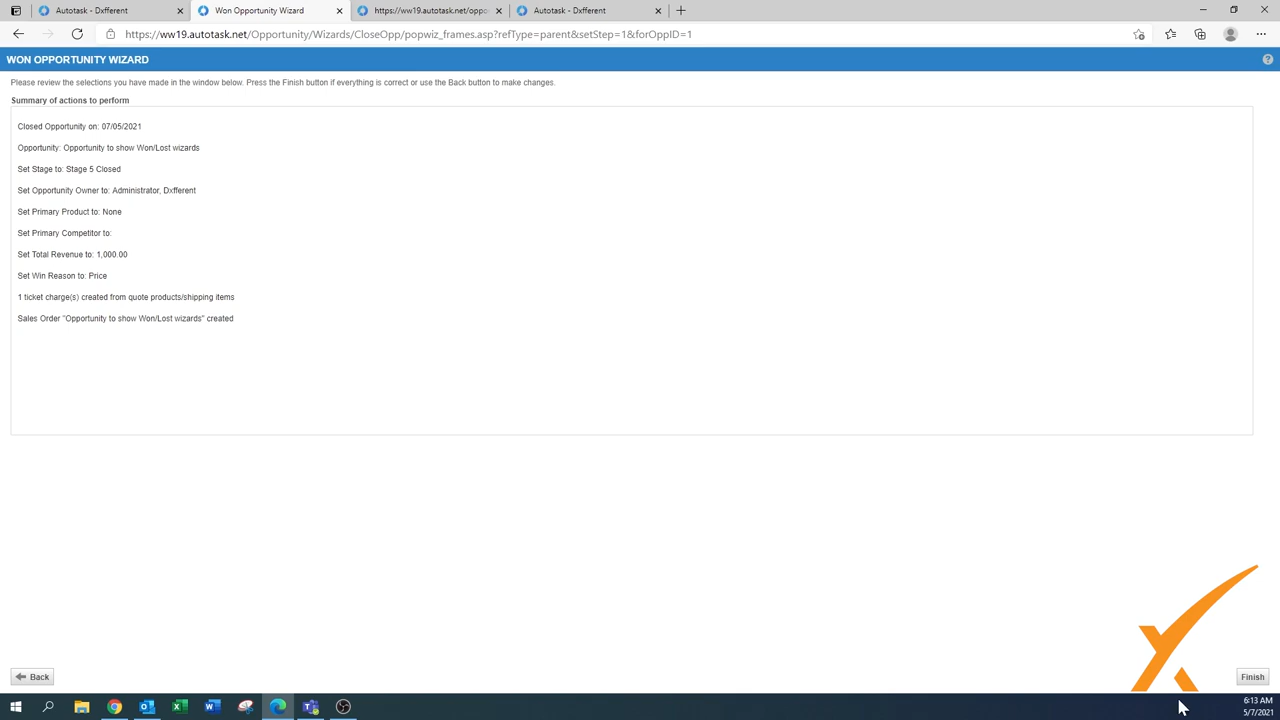 Autotask - Dxfferent
Won Opportunity Wizard
https://ww19.autotask.net/oppo
Autotask - Dxfferent
https://ww19.autotask.net/Opportunity/Wizards/CloseOpp/popwiz_frames.asp?refType=parent&setStep=1&forOppID=1
WON OPPORTUNITY WIZARD
Please review the selections you have made in the window below. Press the Finish button if everything is correct or use the Back button to make changes.
Summary of actions to perform
Closed Opportunity on: 07/05/2021
Opportunity: Opportunity to show Won/Lost wizards
Set Stage to: Stage 5 Closed
Set Opportunity Owner to: Administrator, Dxfferent
Set Primary Product to: None
Set Primary Competitor to:
Set Total Revenue to: 1,000.00
Set Win Reason to: Price
1 ticket charge(s) created from quote products/shipping items
Sales Order "Opportunity to show Won/Lost wizards" created
Back
Finish
6:13 AM
5/7/2021